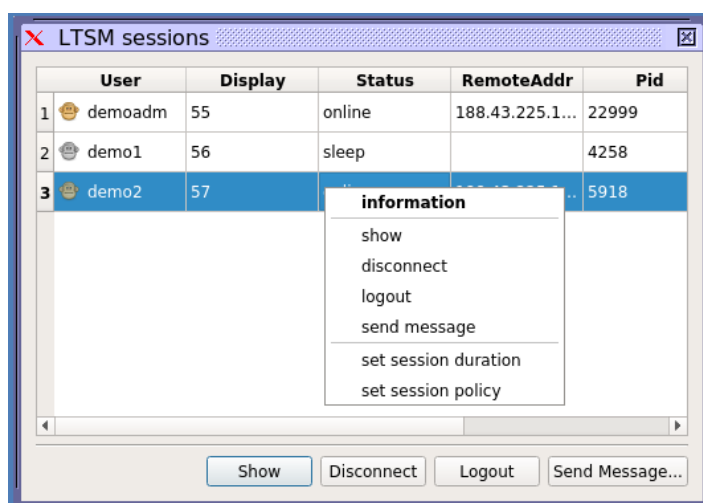 LTSM sessions
User Display Status RemoteAddr Pid
1 demoadm 55 online 188.43.225.1... 22999
2 demo1 56 sleep 4258
3 demo2 57 5918
information
show
disconnect
logout
send message
set session duration
set session policy
Show Disconnect Logout Send Message...